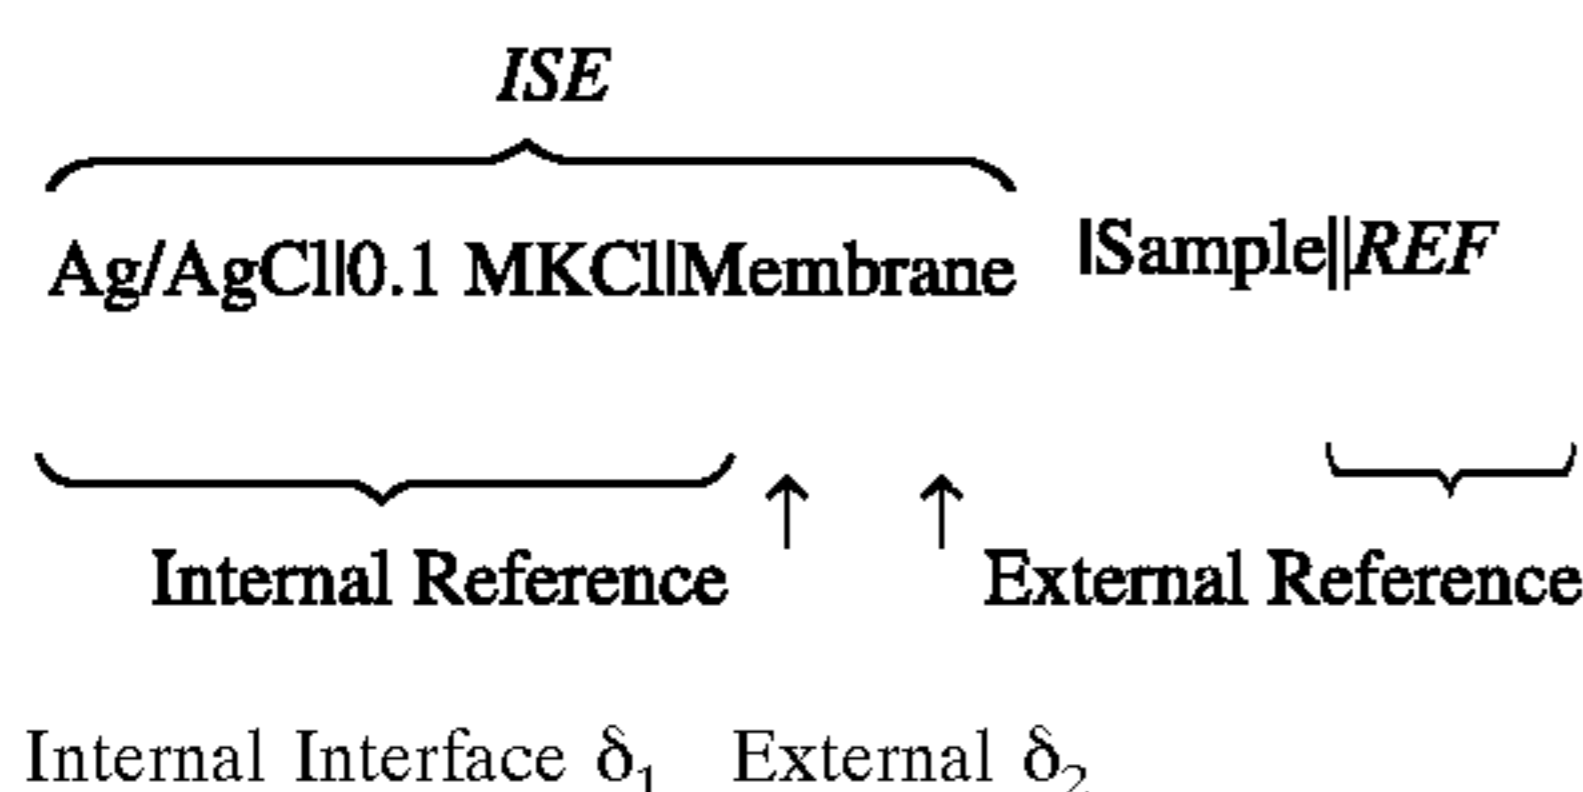 ISE
Ag/AgCl||0.1 MKCl||Membrane |Sample||REF
↑ ↑
Internal Reference External Reference
Internal Interface δ₁ External δ₂